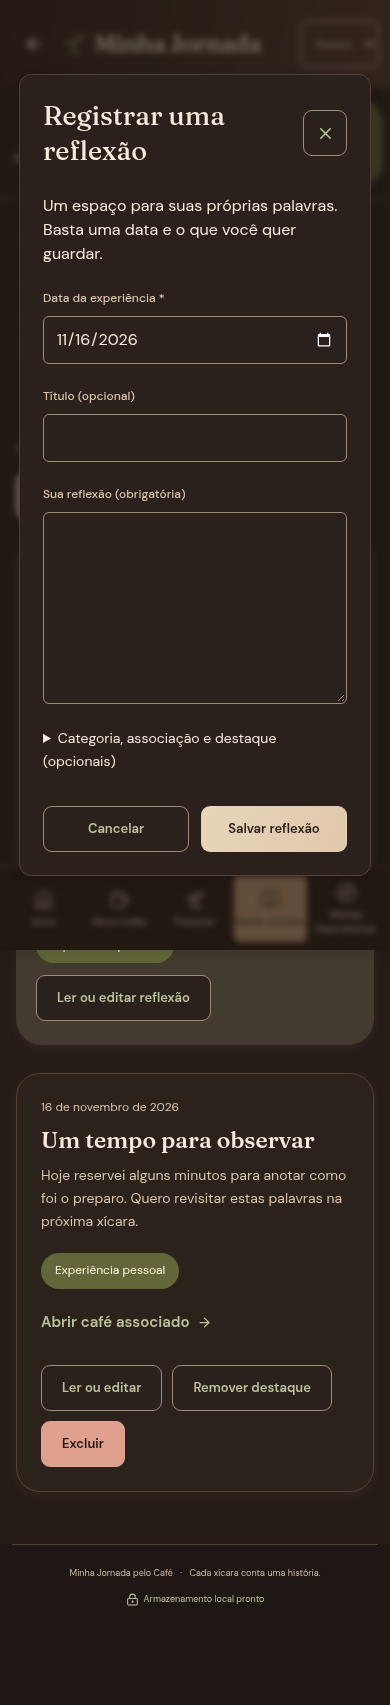 Minha Jornada
Registrar uma
reflexão
Um espaço para suas próprias palavras.
Basta uma data e o que você quer
guardar.
Data da experiência *
11/16/2026
Título (opcional)
Sua reflexão (obrigatória)
Categoria, associação e destaque
(opcionais)
Cancelar
Salvar reflexão
Ler ou editar reflexão
16 de novembro de 2026
Um tempo para observar
Hoje reservei alguns minutos para anotar como
foi o preparo. Quero revisitar estas palavras na
próxima xícara.
Experiência pessoal
Abrir café associado →
Ler ou editar
Remover destaque
Excluir
Minha Jornada pelo Café · Cada xícara conta uma história.
Armazenamento local pronto